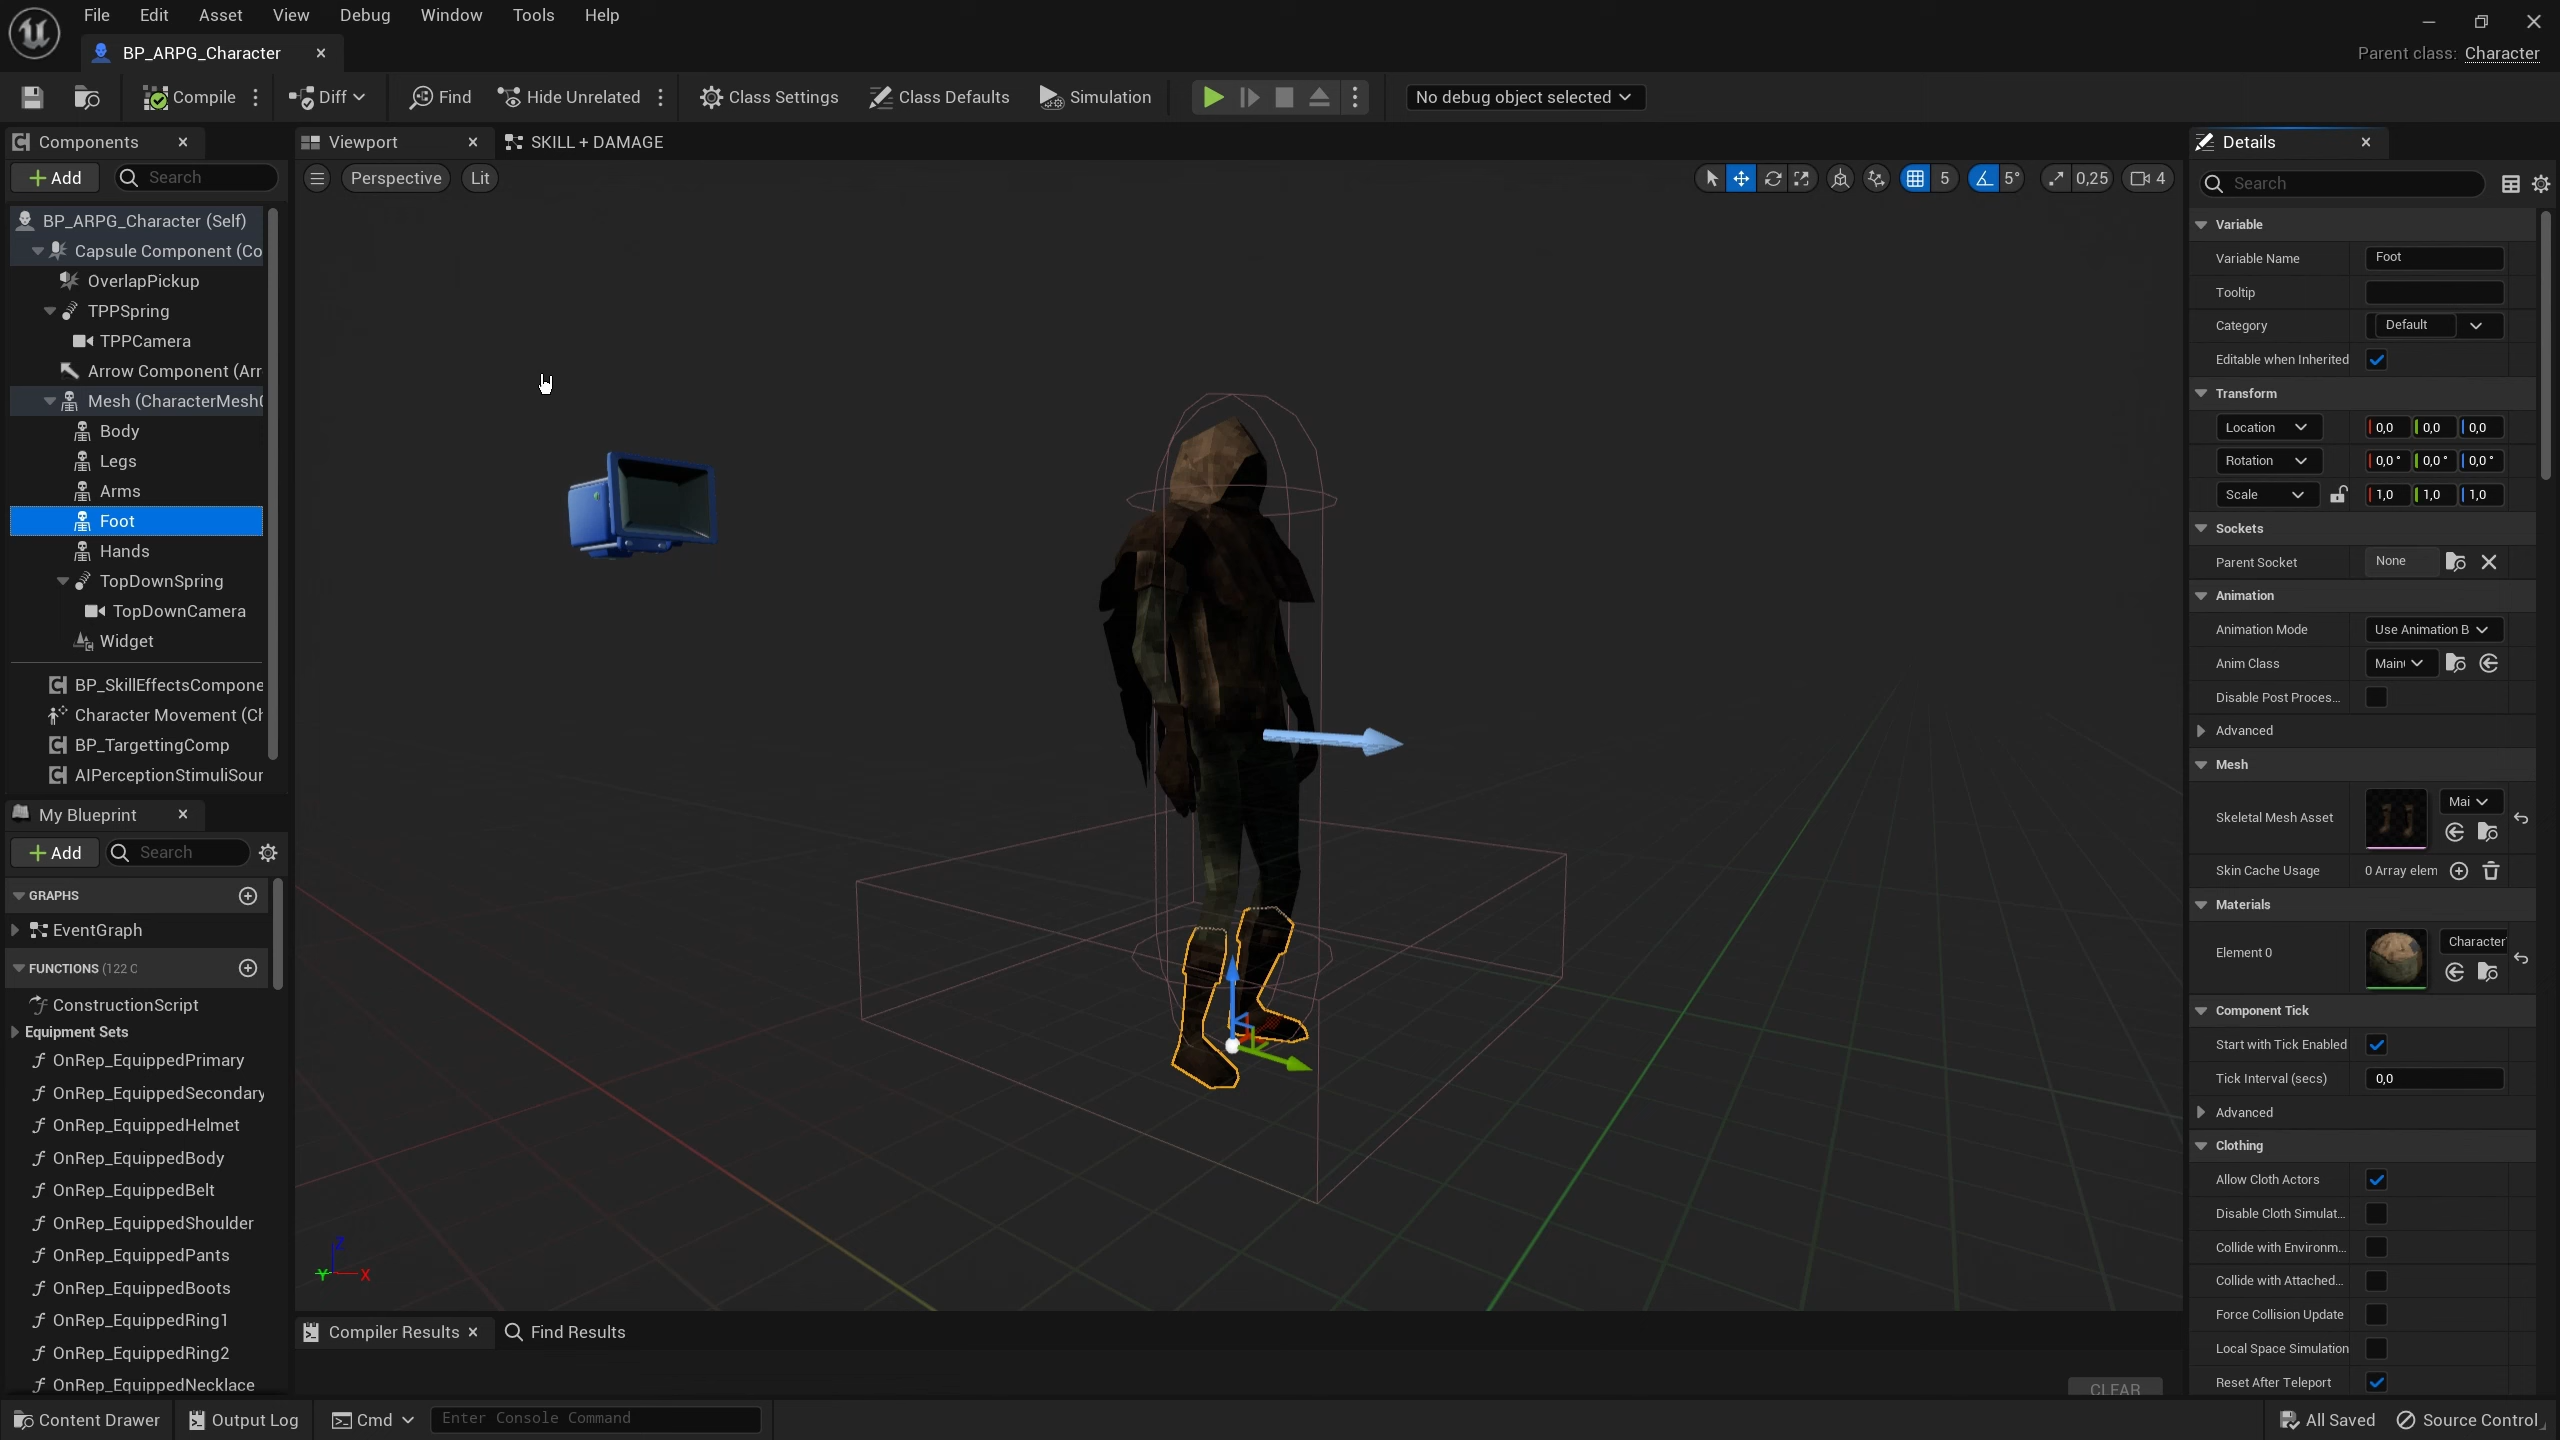 File Edit Asset View Debug Window Tools Help
BP_ARPG_Character
Parent class: Character
Compile Diff Find Hide Unrelated Class Settings Class Defaults Simulation No debug object selected
Components
Add Search
BP_ARPG_Character (Self)
Capsule Component (Co
OverlapPickup
TPPSpring
TPPCamera
Arrow Component (Arr
Mesh (CharacterMesh
Body
Legs
Arms
Foot
Hands
TopDownSpring
TopDownCamera
Widget
BP_SkillEffectsCompone
Character Movement (Cl
BP_TargettingComp
AIPerceptionStimuliSour
My Blueprint
Add Search
GRAPHS
EventGraph
FUNCTIONS (122 C
ConstructionScript
Equipment Sets
OnRep_EquippedPrimary
OnRep_EquippedSecondary
OnRep_EquippedHelmet
OnRep_EquippedBody
OnRep_EquippedBelt
OnRep_EquippedShoulder
OnRep_EquippedPants
OnRep_EquippedBoots
OnRep_EquippedRing1
OnRep_EquippedRing2
OnRep_EquippedNecklace
Viewport SKILL + DAMAGE
Perspective Lit 5 5° 0,25 4
Z
Y X
Compiler Results Find Results
CLEAR
Details
Search
Variable
Variable Name Foot
Tooltip
Category Default
Editable when Inherited
Transform
Location 0,0 0,0 0,0
Rotation 0,0° 0,0° 0,0°
Scale 1,0 1,0 1,0
Sockets
Parent Socket None
Animation
Animation Mode Use Animation B
Anim Class Main
Disable Post Proces...
Advanced
Mesh
Skeletal Mesh Asset Mai
Skin Cache Usage 0 Array elem
Materials
Element 0 Character
Component Tick
Start with Tick Enabled
Tick Interval (secs) 0,0
Advanced
Clothing
Allow Cloth Actors
Disable Cloth Simulat...
Collide with Environm...
Collide with Attached...
Force Collision Update
Local Space Simulation
Reset After Teleport
Content Drawer Output Log Cmd Enter Console Command All Saved Source Control